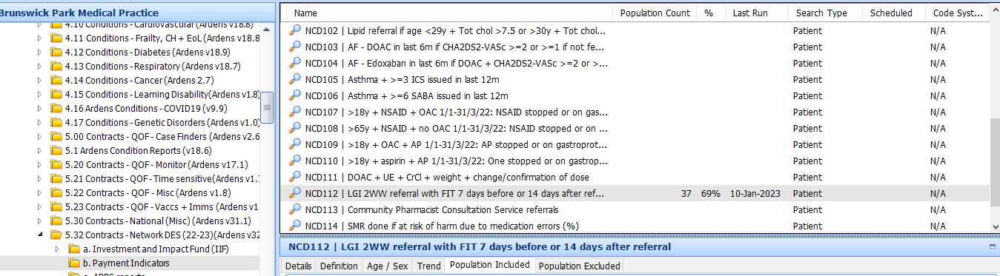 Brunswick Park Medical Practice
4.10 Conditions - Cardiovascular (Ardens v18.8)
4.11 Conditions - Frailty, CH + EoL (Ardens v18.8
4.12 Conditions - Diabetes (Ardens v18.9)
4.13 Conditions - Respiratory (Ardens v18.7)
4.14 Conditions - Cancer (Ardens 2.7)
4.15 Conditions - Learning Disability(Ardens v1.8)
4.16 Ardens Conditions - COVID19 (v9.9)
4.17 Conditions - Genetic Disorders (Ardens v1.0)
5.00 Contracts - QOF - Case Finders (Ardens v2.6
5.1 Ardens Condition Reports (v18.6)
5.20 Contracts - QOF - Monitor (Ardens v17.1)
5.21 Contracts - QOF - Time sensitive(Ardens v1.
5.22 Contracts - QOF - Misc (Ardens v1.8)
5.23 Contracts - QOF - Vaccs + Imms (Ardens v1.0
5.30 Contracts - National (Misc) (Ardens v31.1)
5.32 Contracts - Network DES (22-23)(Ardens v32
a. Investment and Impact Fund (IIF)
b. Payment Indicators
Name Population Count % Last Run Search Type Scheduled Code Syst...
NCD102 | Lipid referral if age <29y + Tot chol >7.5 or >30y + Tot chol... Patient N/A
NCD103 | AF - DOAC in last 6m if CHA2DS2-VASc >=2 or >=1 if not fe... Patient N/A
NCD104 | AF - Edoxaban in last 6m if DOAC + CHA2DS2-VASc >=2 or >... Patient N/A
NCD105 | Asthma + >=3 ICS issued in last 12m Patient N/A
NCD106 | Asthma + >=6 SABA issued in last 12m Patient N/A
NCD107 | >18y + NSAID + OAC 1/1-31/3/22: NSAID stopped or on gas... Patient N/A
NCD108 | >65y + NSAID + no OAC 1/1-31/3/22: NSAID stopped or on ... Patient N/A
NCD109 | >18y + OAC + AP 1/1-31/3/22: AP stopped or on gastroprot... Patient N/A
NCD110 | >18y + aspirin + AP 1/1-31/3/22: One stopped or on gastrop... Patient N/A
NCD111 | DOAC + UE + CrCl + weight + change/confirmation of dose Patient N/A
NCD112 | LGI 2WW referral with FIT 7 days before or 14 days after ref... 37 69% 10-Jan-2023 Patient N/A
NCD113 | Community Pharmacist Consultation Service referrals Patient N/A
NCD114 | SMR done if at risk of harm due to medication errors (%) Patient N/A
NCD112 | LGI 2WW referral with FIT 7 days before or 14 days after referral
Details Definition Age / Sex Trend Population Included Population Excluded